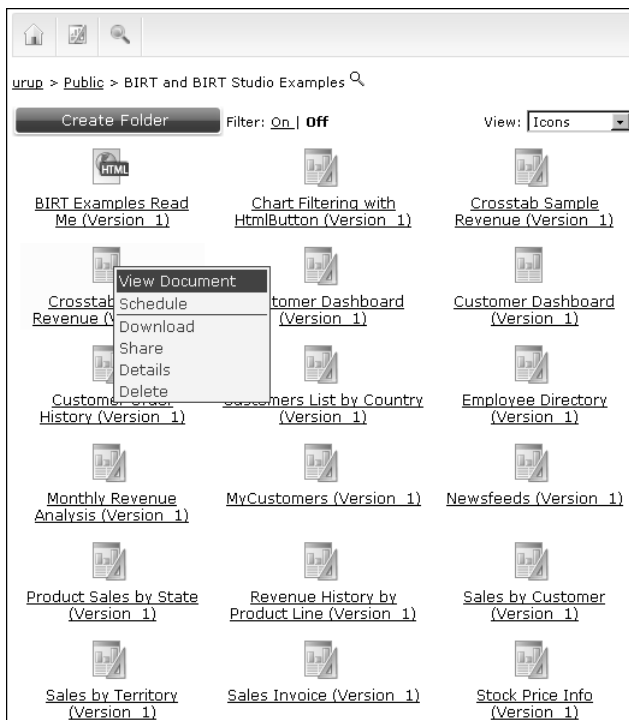 urup > Public > BIRT and BIRT Studio Examples
Create Folder
Filter: On | Off
View: Icons
HTML
BIRT Examples Read
Me (Version 1)
Chart Filtering with
HtmlButton (Version 1)
Crosstab Sample
Revenue (Version 1)
Crosstab
Revenue (
View Document
Schedule
Download
Share
Details
Delete
tomer Dashboard
(Version 1)
Customer Dashboard
(Version 1)
Customer Order
History (Version 1)
Customers List by Country
(Version 1)
Employee Directory
(Version 1)
Monthly Revenue
Analysis (Version 1)
MyCustomers (Version 1)
Newsfeeds (Version 1)
Product Sales by State
(Version 1)
Revenue History by
Product Line (Version 1)
Sales by Customer
(Version 1)
Sales by Territory
(Version 1)
Sales Invoice (Version 1)
Stock Price Info
(Version 1)